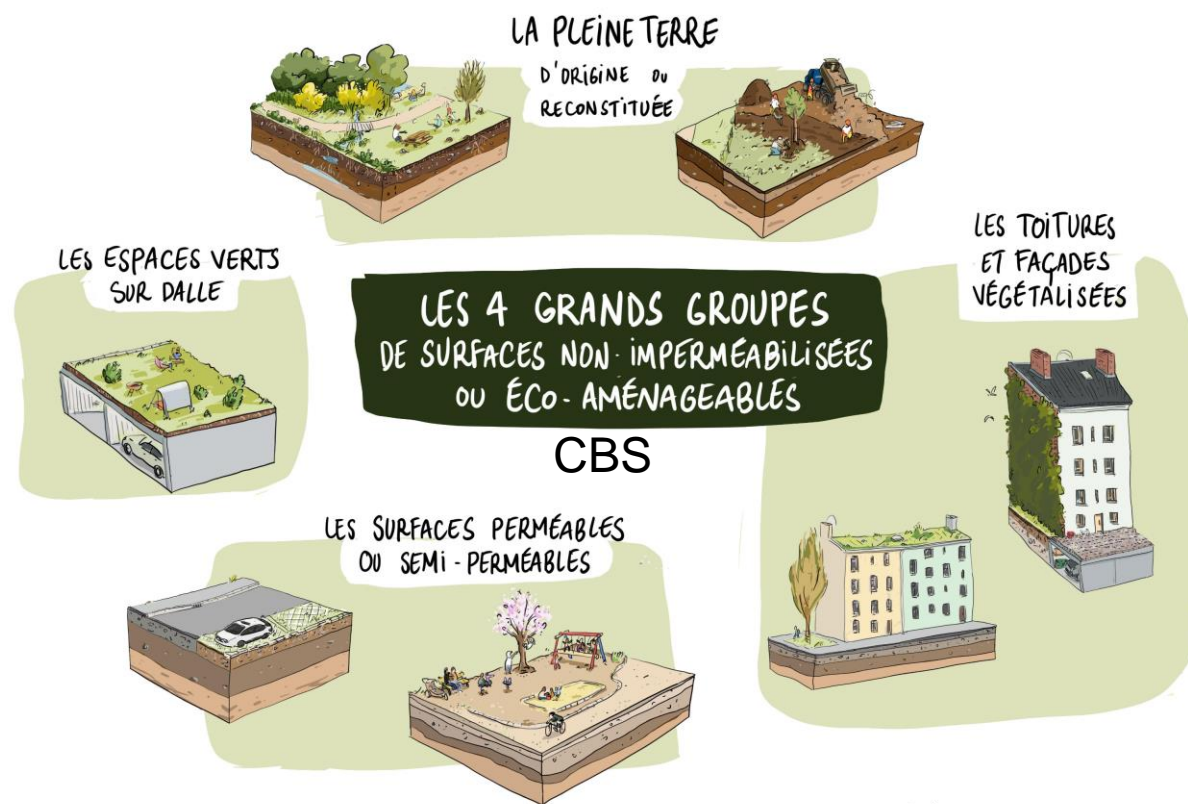 LA PLEINE TERRE
D'ORIGINE OU
RECONSTITUÉE
LES ESPACES VERTS
SUR DALLE
LES TOITURES
ET FAÇADES
VÉGÉTALISÉES
LES 4 GRANDS GROUPES
DE SURFACES NON-IMPERMÉABILISÉES
OU ÉCO-AMÉNAGEABLES
CBS
LES SURFACES PERMÉABLES
OU SEMI-PERMÉABLES